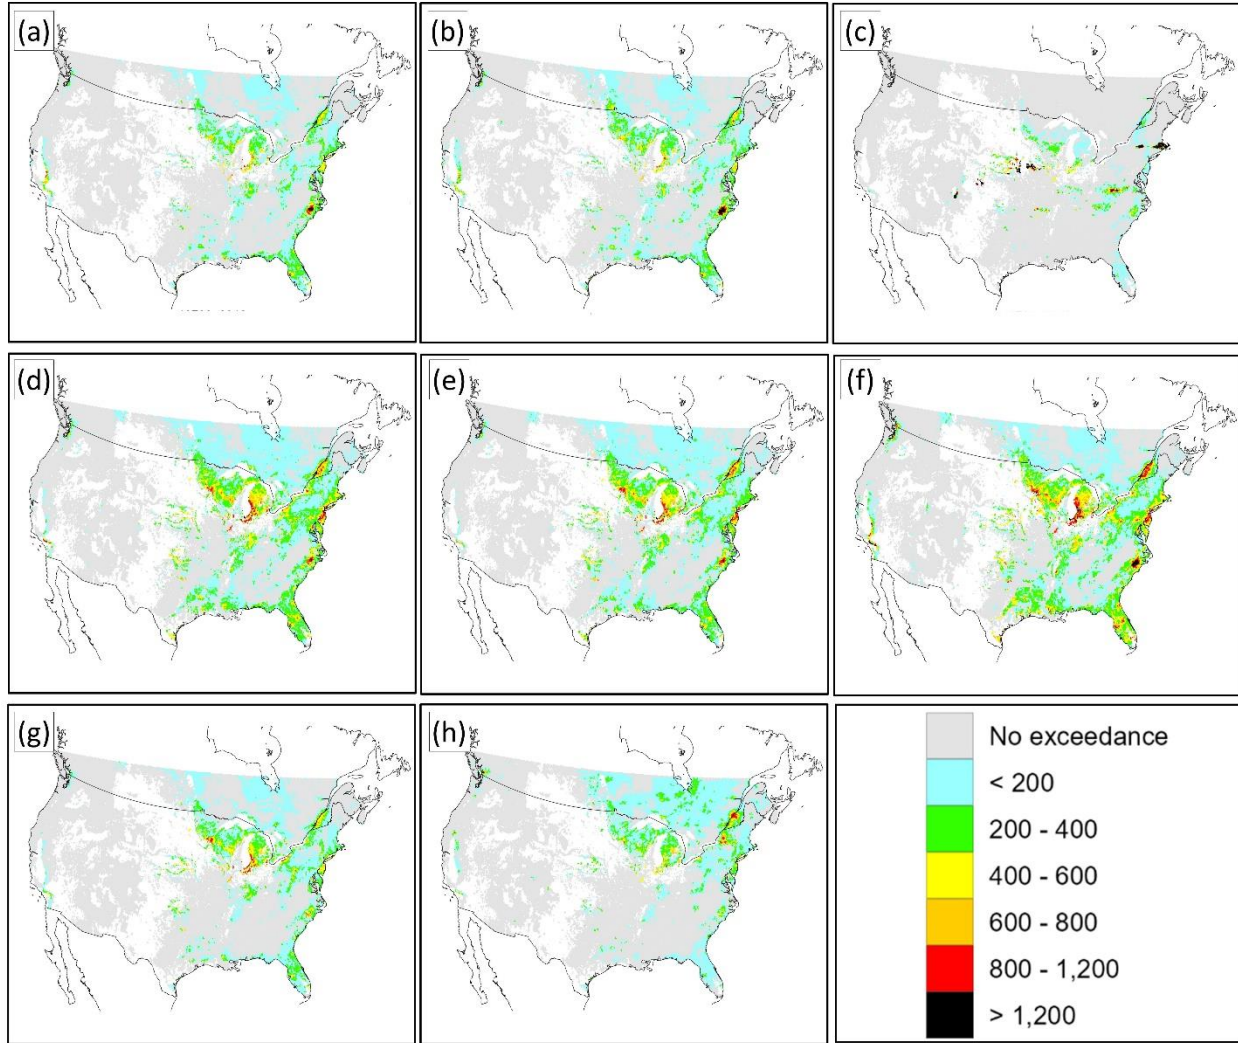 (a)
(b)
(c)
(d)
(e)
(f)
(g)
(h)
No exceedance
< 200
200 - 400
400 - 600
600 - 800
800 - 1,200
> 1,200